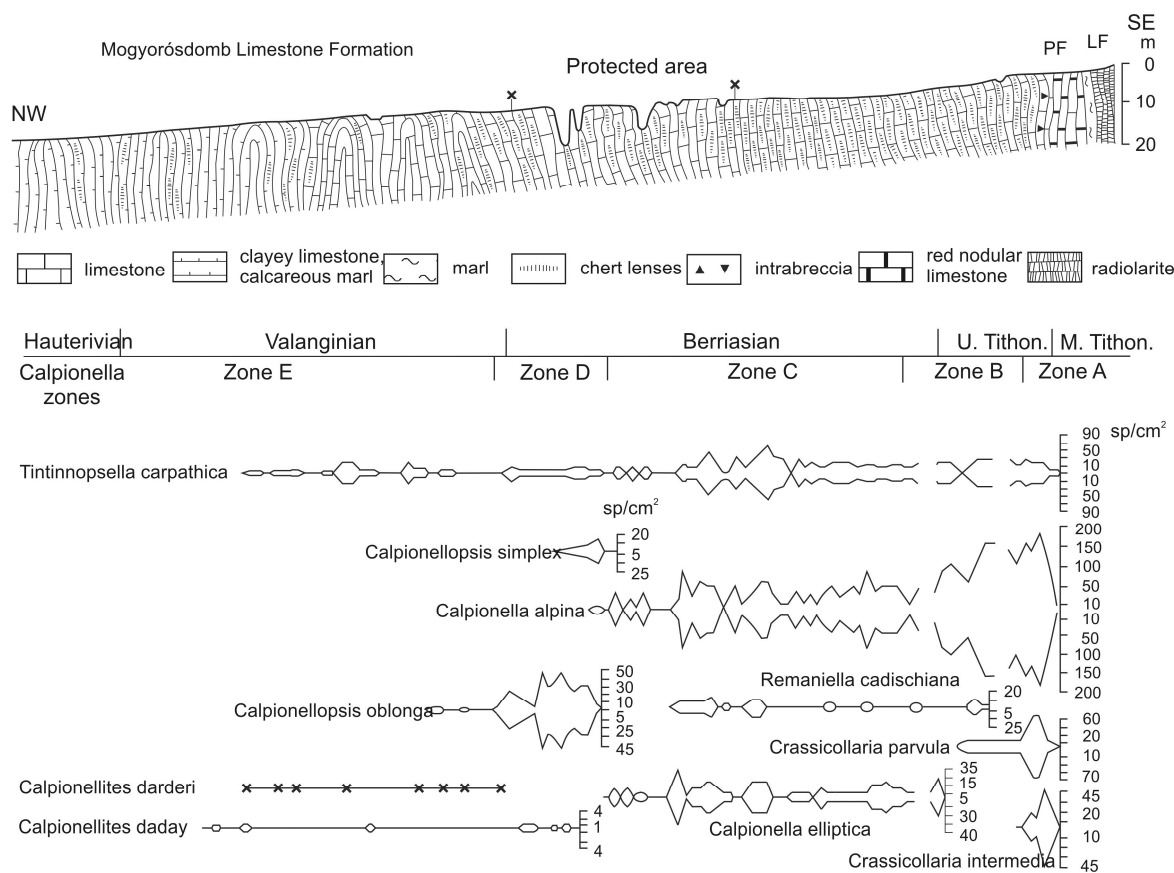 SE
Mogyorósdomb Limestone Formation
PF LF m
Protected area
0
NW
10
20
limestone
clayey limestone,
calcareous marl
marl
chert lenses
intrabreccia
red nodular
limestone
radiolarite
Hauterivian Valanginian Berriasian U. Tithon. M. Tithon.
Calpionella
zones
Zone E Zone D Zone C Zone B Zone A
Tintinnopsella carpathica
90 sp/cm²
50
10
10
50
90
sp/cm²
Calpionellopsis simplex
20
5
25
Calpionella alpina
200
150
100
50
10
10
50
100
150
200
Calpionellopsis oblonga
50
30
10
5
25
45
Remaniella cadischiana
20
5
25
Crassicollaria parvula
60
20
10
70
Calpionellites darderi
Calpionellites daday
4
1
4
Calpionella elliptica
35
15
5
30
40
Crassicollaria intermedia
45
20
10
45